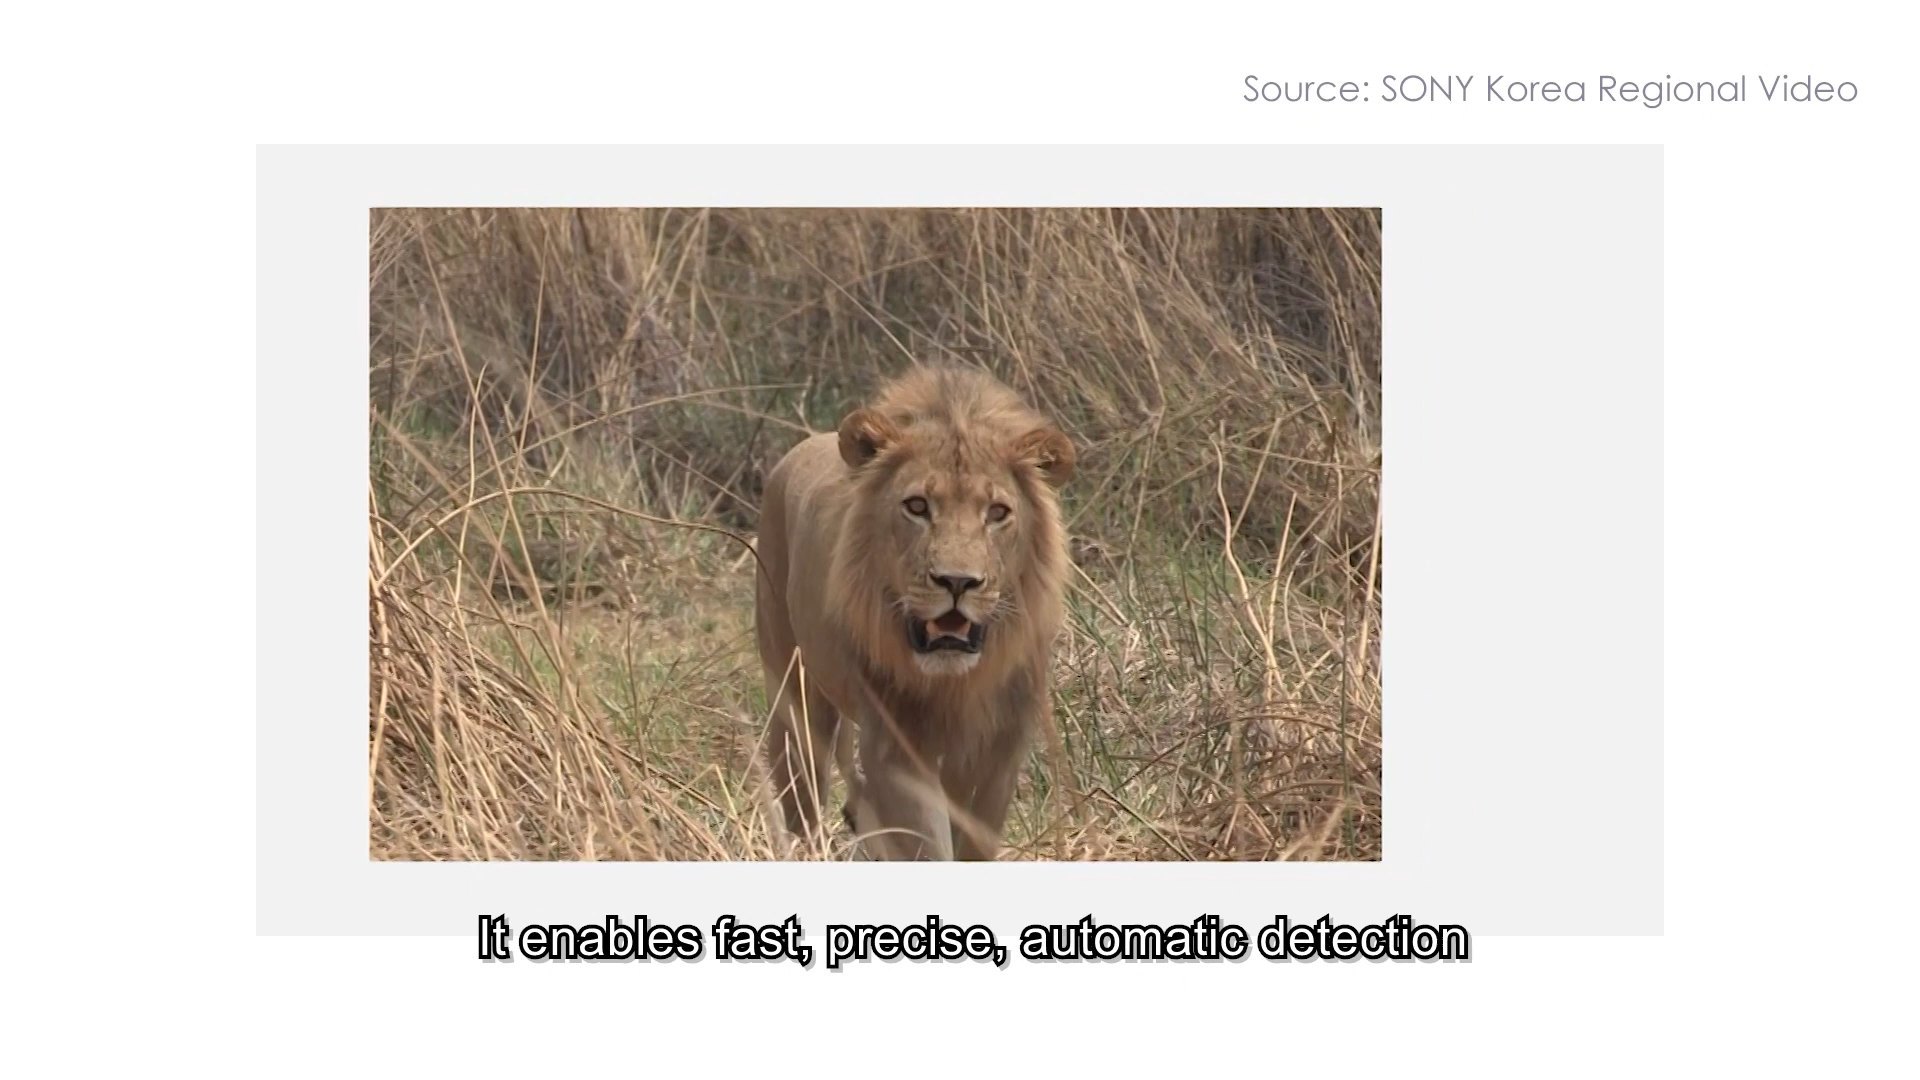 Source: SONY Korea Regional Video
It enables fast, precise, automatic detection